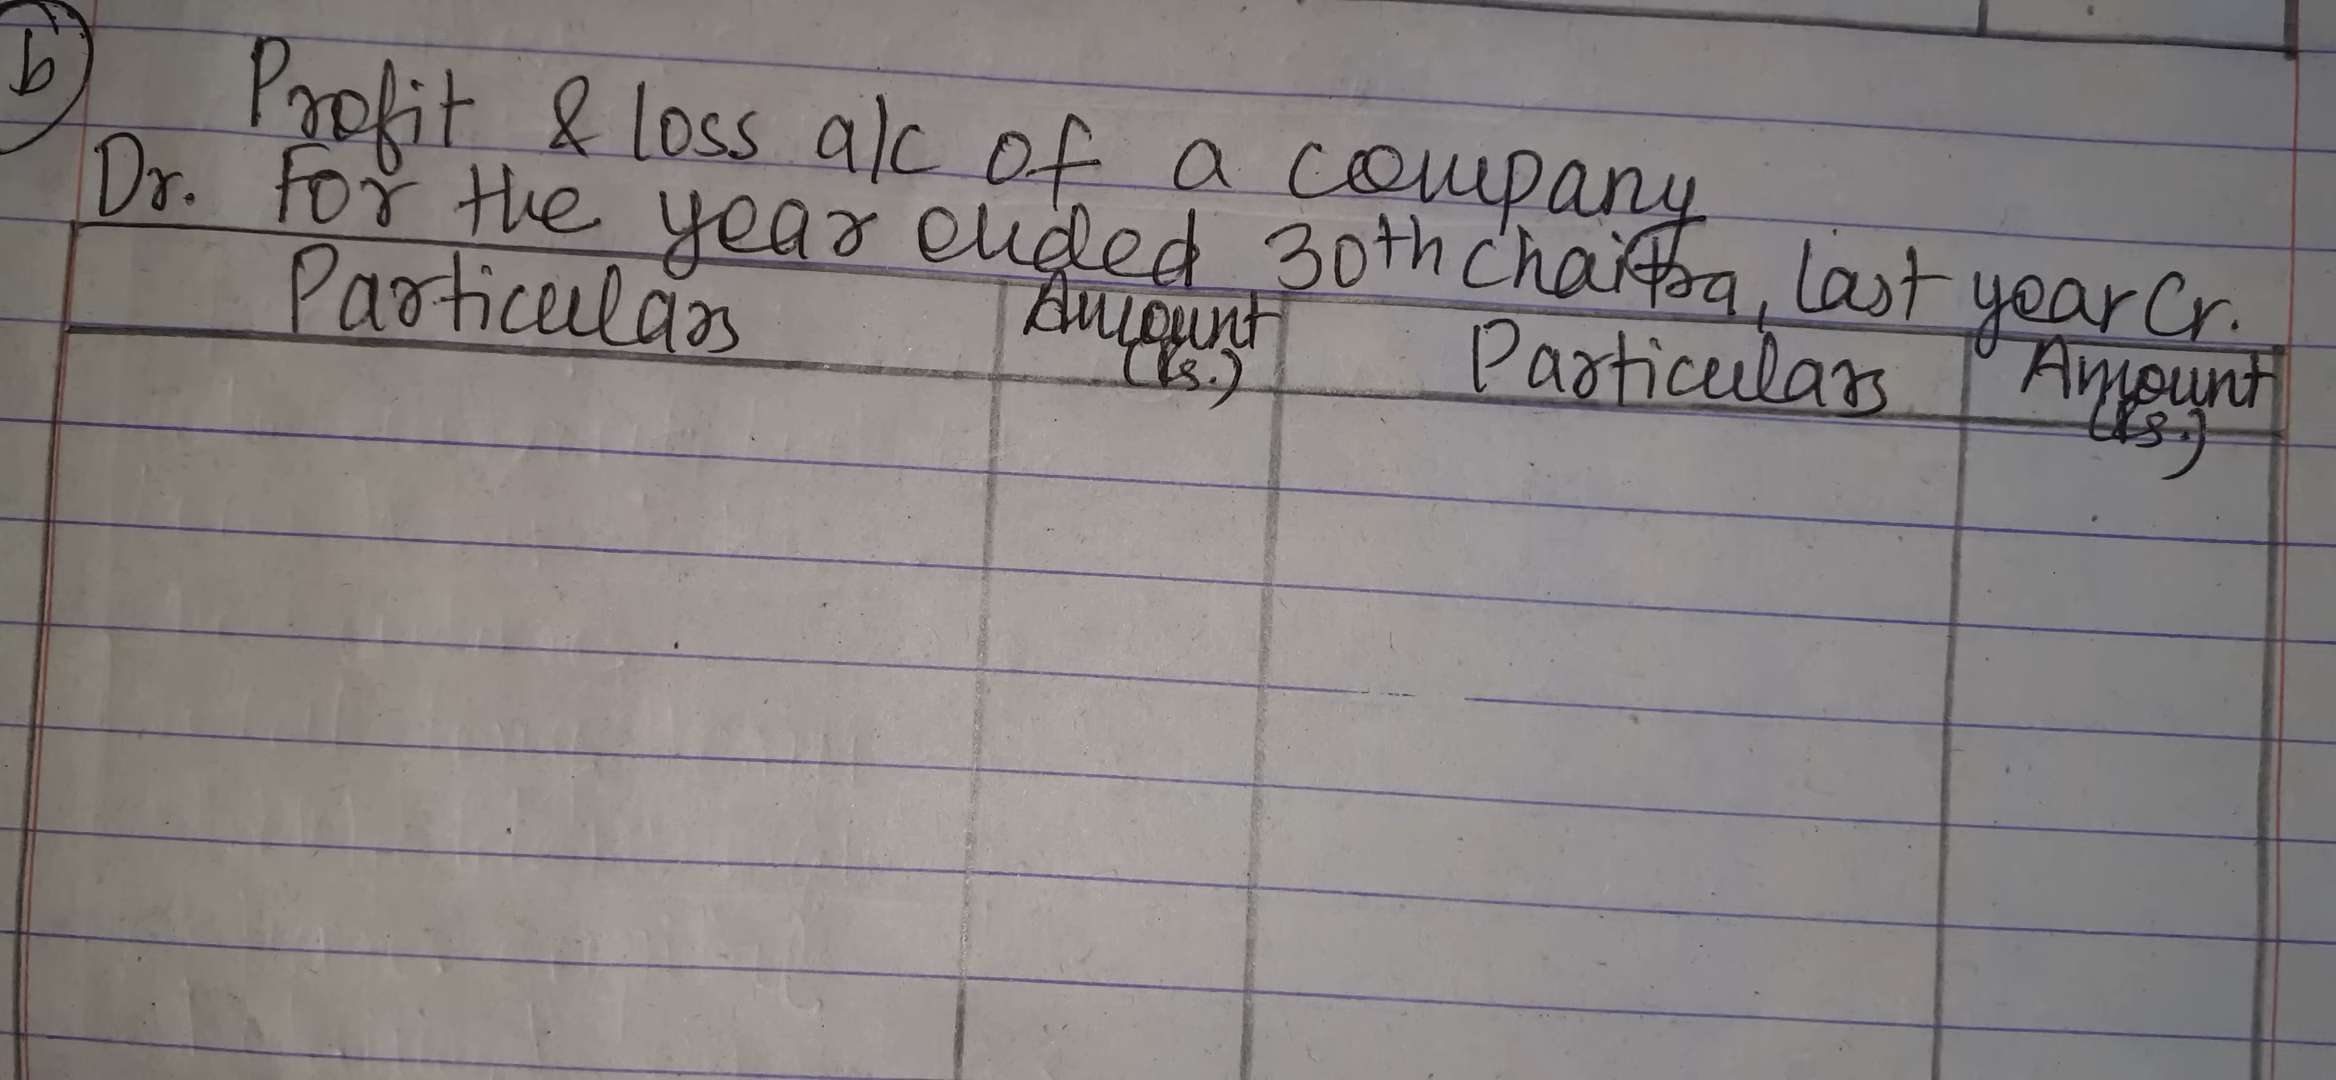 b
Profit & loss a/c of a company
Dr. For the year ended 30th chaitra, last year Cr.
Particulars Amount (Rs.) Particulars Amount (Rs.)